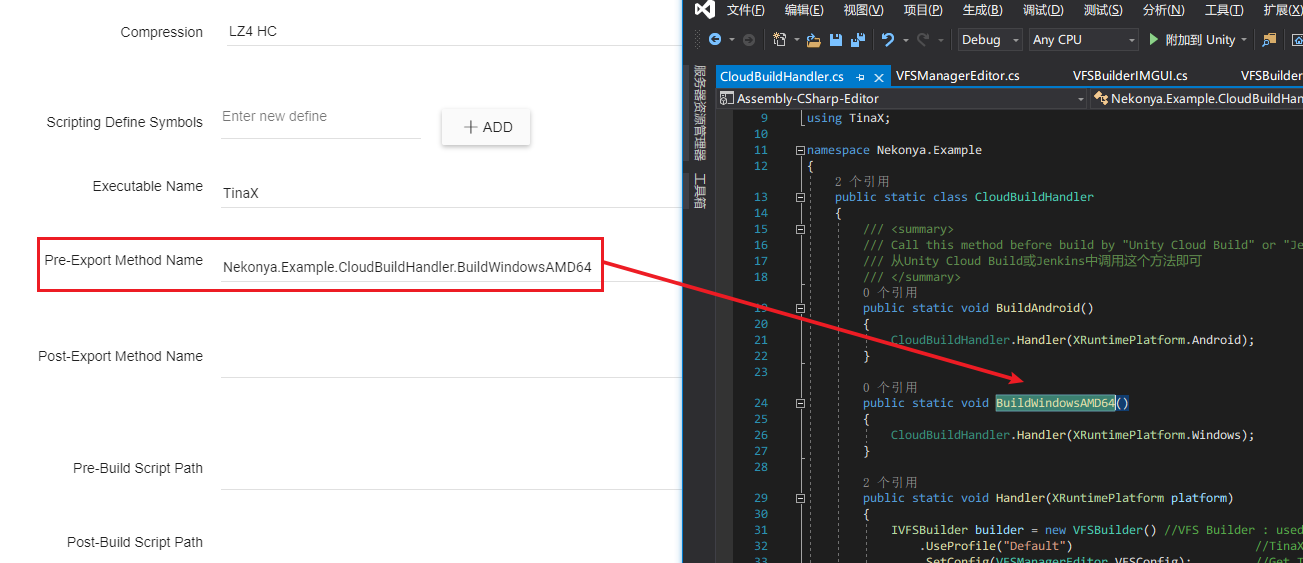 Compression LZ4 HC
Scripting Define Symbols Enter new define + ADD
Executable Name TinaX
Pre-Export Method Name Nekonya.Example.CloudBuildHandler.BuildWindowsAMD64
Post-Export Method Name
Pre-Build Script Path
Post-Build Script Path
文件(F) 编辑(E) 视图(V) 项目(P) 生成(B) 调试(D) 测试(S) 分析(N) 工具(T) 扩展(X)
Debug Any CPU 附加到 Unity
服务器资源管理器
工具箱
CloudBuildHandler.cs VFSManagerEditor.cs VFSBuilderIMGUI.cs VFSBuilder
Assembly-CSharp-Editor Nekonya.Example.CloudBuildHan
9 using TinaX;
10
11 namespace Nekonya.Example
12 {
2 个引用
13 public static class CloudBuildHandler
14 {
15 /// <summary>
16 /// Call this method before build by "Unity Cloud Build" or "Je
17 /// 从Unity Cloud Build或Jenkins中调用这个方法即可
18 /// </summary>
0 个引用
19 public static void BuildAndroid()
20 {
21 CloudBuildHandler.Handler(XRuntimePlatform.Android);
22 }
23
0 个引用
24 public static void BuildWindowsAMD64()
25 {
26 CloudBuildHandler.Handler(XRuntimePlatform.Windows);
27 }
28
2 个引用
29 public static void Handler(XRuntimePlatform platform)
30 {
31 IVFSBuilder builder = new VFSBuilder() //VFS Builder : used
32 .UseProfile("Default") //TinaX
33 .SetConfig(VFSManagerEditor.VFSConfig); //Get T